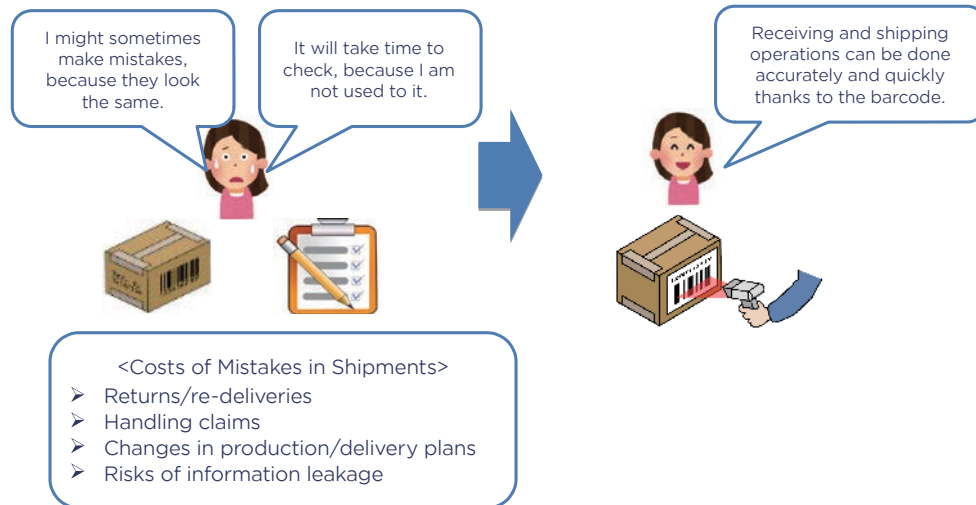 I might sometimes
make mistakes,
because they look
the same.
It will take time to
check, because I am
not used to it.
Receiving and shipping
operations can be done
accurately and quickly
thanks to the barcode.
<Costs of Mistakes in Shipments>
➢ Returns/re-deliveries
➢ Handling claims
➢ Changes in production/delivery plans
➢ Risks of information leakage